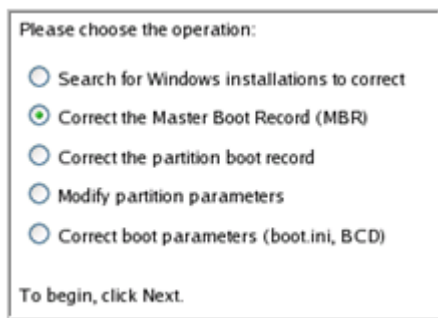 Please choose the operation:
Search for Windows installations to correct
Correct the Master Boot Record (MBR)
Correct the partition boot record
Modify partition parameters
Correct boot parameters (boot.ini, BCD)
To begin, click Next.